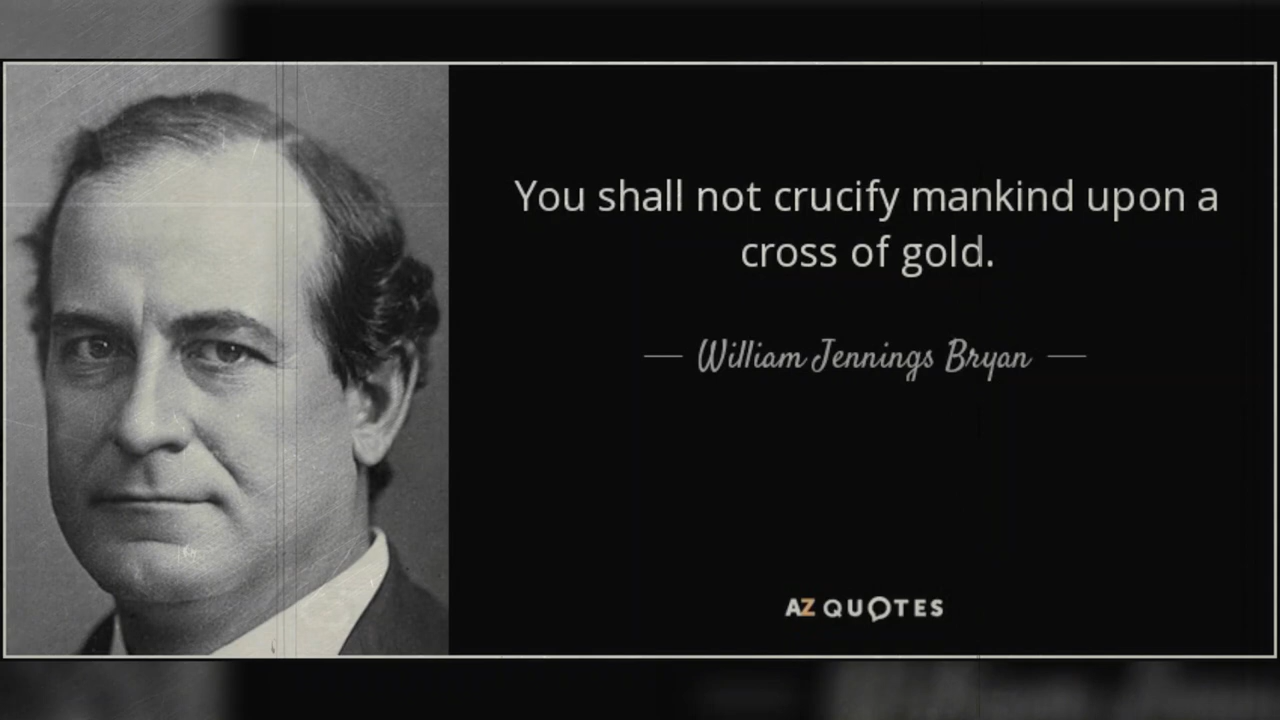 You shall not crucify mankind upon a
cross of gold.
William Jennings Bryan
AZ QUOTES